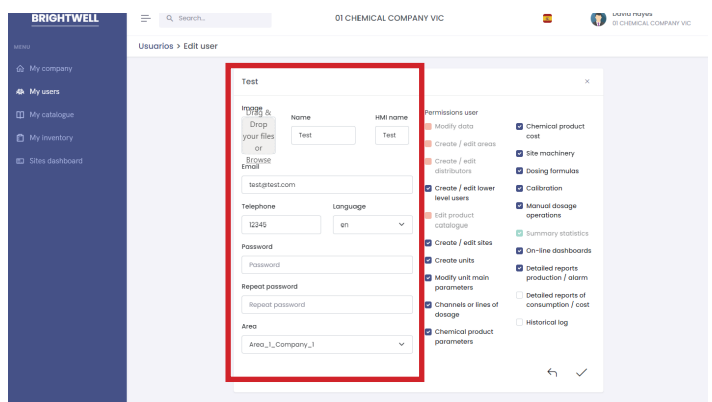 BRIGHTWELL
Search...
01 CHEMICAL COMPANY VIC
David Hayes
01 CHEMICAL COMPANY VIC
MENU
My company
My users
My catalogue
My inventory
Sites dashboard
Usuarios > Edit user
Test
Image
Drag &
Drop
your files
or
Browse
Name
Test
HMI name
Test
Email
test@test.com
Telephone
12345
Language
en
Password
Password
Repeat password
Repeat password
Area
Area_1_Company_1
Permissions user
Modify data
Create / edit areas
Create / edit
distributors
Create / edit lower
level users
Edit product
catalogue
Create / edit sites
Create units
Modify unit main
parameters
Channels or lines of
dosage
Chemical product
parameters
Chemical product
cost
Site machinery
Dosing formulas
Calibration
Manual dosage
operations
Summary statistics
On-line dashboards
Detailed reports
production / alarm
Detailed reports of
consumption / cost
Historical log